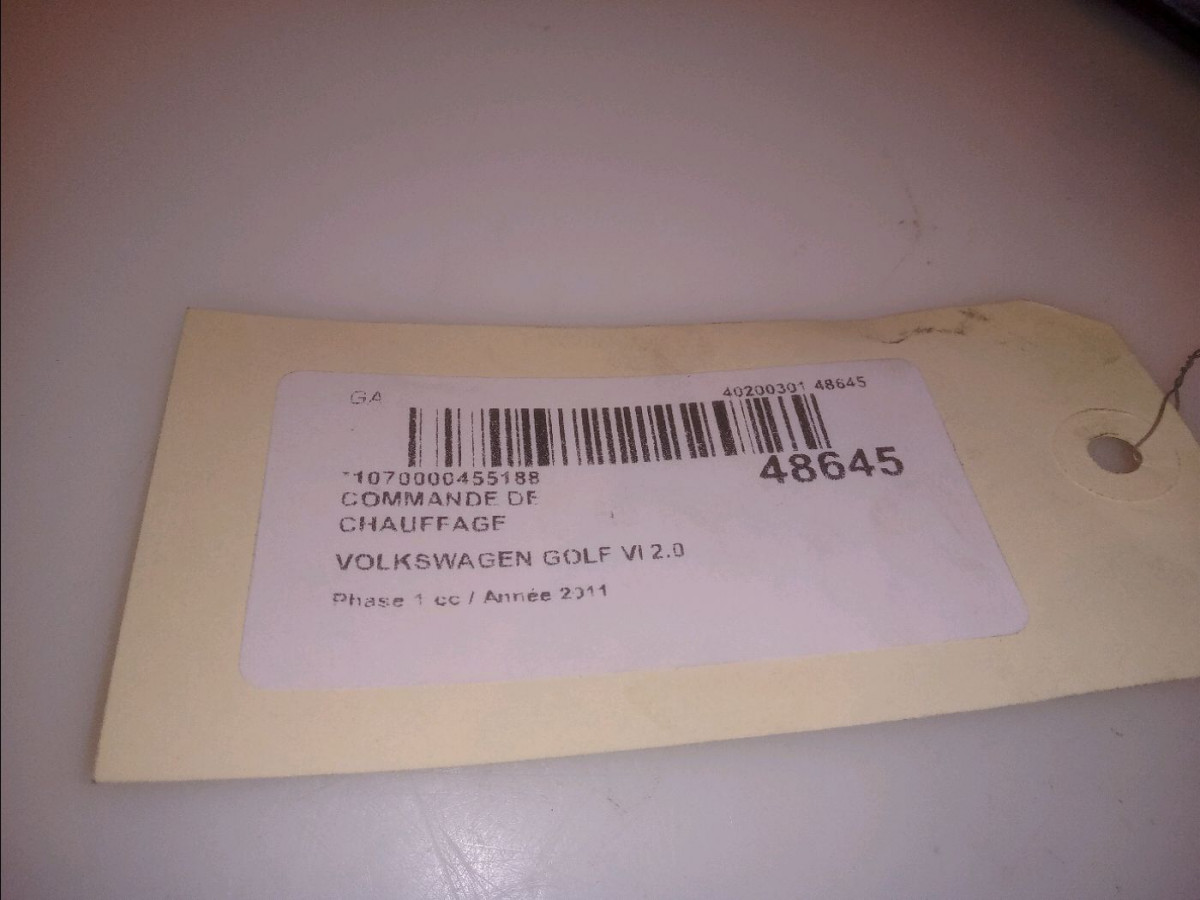 GA
40200301 48645
*1070000455188
48645
COMMANDE DE
CHAUFFAGE
VOLKSWAGEN GOLF VI 2.0
Phase 1 cc / Année 2011